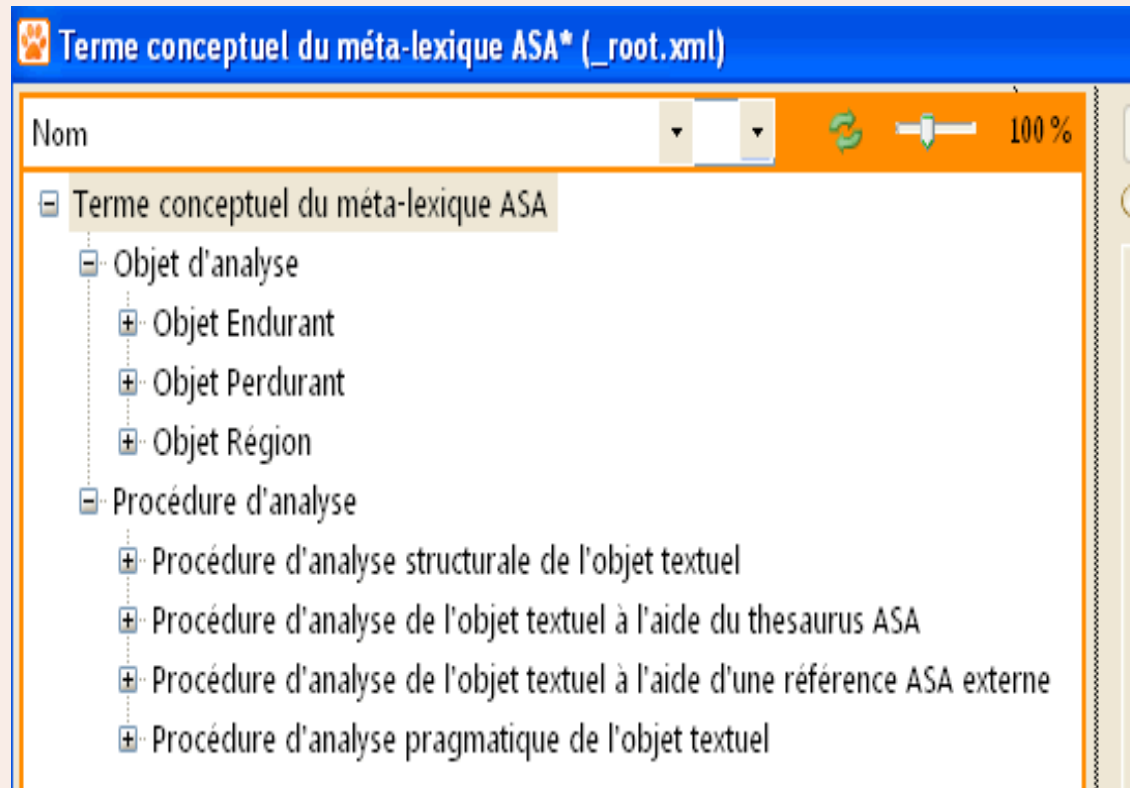 Terme conceptuel du méta-lexique ASA* (_root.xml)
Nom 100 %
Terme conceptuel du méta-lexique ASA
Objet d'analyse
Objet Endurant
Objet Perdurant
Objet Région
Procédure d'analyse
Procédure d'analyse structurale de l'objet textuel
Procédure d'analyse de l'objet textuel à l'aide du thesaurus ASA
Procédure d'analyse de l'objet textuel à l'aide d'une référence ASA externe
Procédure d'analyse pragmatique de l'objet textuel